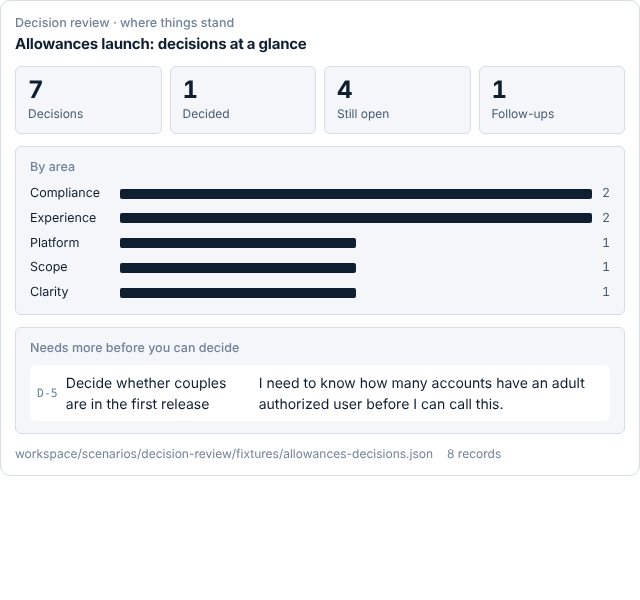 Decision review · where things stand
Allowances launch: decisions at a glance
7
Decisions
1
Decided
4
Still open
1
Follow-ups
By area
Compliance 2
Experience 2
Platform 1
Scope 1
Clarity 1
Needs more before you can decide
D-5 Decide whether couples are in the first release I need to know how many accounts have an adult authorized user before I can call this.
workspace/scenarios/decision-review/fixtures/allowances-decisions.json 8 records